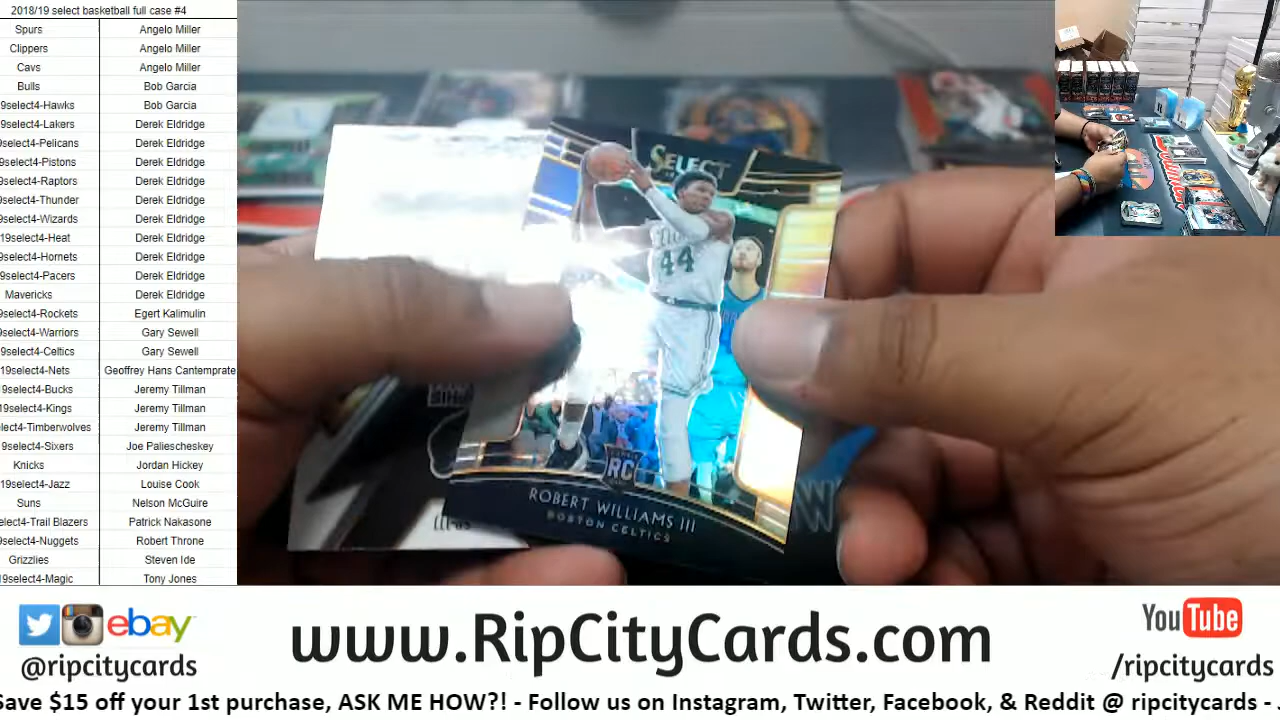 2018/19 select basketball full case #4
Spurs Angelo Miller
Clippers Angelo Miller
Cavs Angelo Miller
Bulls Bob Garcia
9select4-Hawks Bob Garcia
9select4-Lakers Derek Eldridge
9select4-Pelicans Derek Eldridge
9select4-Pistons Derek Eldridge
9select4-Raptors Derek Eldridge
9select4-Thunder Derek Eldridge
9select4-Wizards Derek Eldridge
19select4-Heat Derek Eldridge
9select4-Hornets Derek Eldridge
9select4-Pacers Derek Eldridge
Mavericks Derek Eldridge
9select4-Rockets Egert Kalimulin
9select4-Warriors Gary Sewell
9select4-Celtics Gary Sewell
19select4-Nets Geoffrey Hans Cantemprate
9select4-Bucks Jeremy Tillman
19select4-Kings Jeremy Tillman
elect4-Timberwolves Jeremy Tillman
9select4-Sixers Joe Paliescheskey
Knicks Jordan Hickey
19select4-Jazz Louise Cook
Suns Nelson McGuire
elect4-Trail Blazers Patrick Nakasone
9select4-Nuggets Robert Throne
Grizzlies Steven Ide
19select4-Magic Tony Jones
SELECT
44
RC
ROBERT WILLIAMS III
BOSTON CELTICS
ebay
@ripcitycards
www.RipCityCards.com
YouTube
/ripcitycards
Save $15 off your 1st purchase, ASK ME HOW?! - Follow us on Instagram, Twitter, Facebook, & Reddit @ ripcitycards -